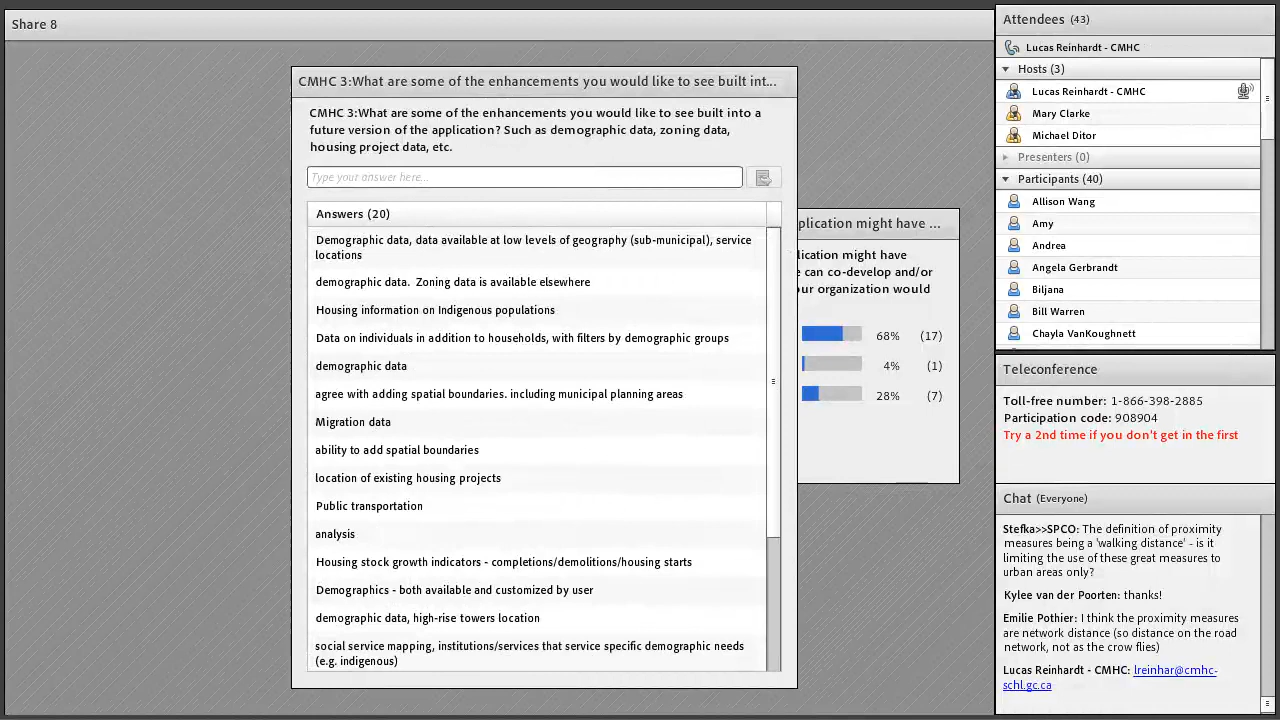 Share 8
CMHC 3:What are some of the enhancements you would like to see built int...
CMHC 3:What are some of the enhancements you would like to see built into a
future version of the application? Such as demographic data, zoning data,
housing project data, etc.
Type your answer here...
Answers (20)
Demographic data, data available at low levels of geography (sub-municipal), service
locations
demographic data.  Zoning data is available elsewhere
Housing information on Indigenous populations
Data on individuals in addition to households, with filters by demographic groups
demographic data
agree with adding spatial boundaries. including municipal planning areas
Migration data
ability to add spatial boundaries
location of existing housing projects
Public transportation
analysis
Housing stock growth indicators - completions/demolitions/housing starts
Demographics - both available and customized by user
demographic data, high-rise towers location
social service mapping, institutions/services that service specific demographic needs
(e.g. indigenous)
plication might have ...
lication might have
e can co-develop and/or
our organization would
68% (17)
4% (1)
28% (7)
Attendees (43)
Lucas Reinhardt - CMHC
Hosts (3)
Lucas Reinhardt - CMHC
Mary Clarke
Michael Ditor
Presenters (0)
Participants (40)
Allison Wang
Amy
Andrea
Angela Gerbrandt
Biljana
Bill Warren
Chayla VanKoughnett
Teleconference
Toll-free number: 1-866-398-2885
Participation code: 908904
Try a 2nd time if you don't get in the first
Chat (Everyone)
Stefka>>SPCO: The definition of proximity
measures being a 'walking distance' - is it
limiting the use of these great measures to
urban areas only?
Kylee van der Poorten: thanks!
Emilie Pothier: I think the proximity measures
are network distance (so distance on the road
network, not as the crow flies)
Lucas Reinhardt - CMHC: lreinhar@cmhc-
schl.gc.ca